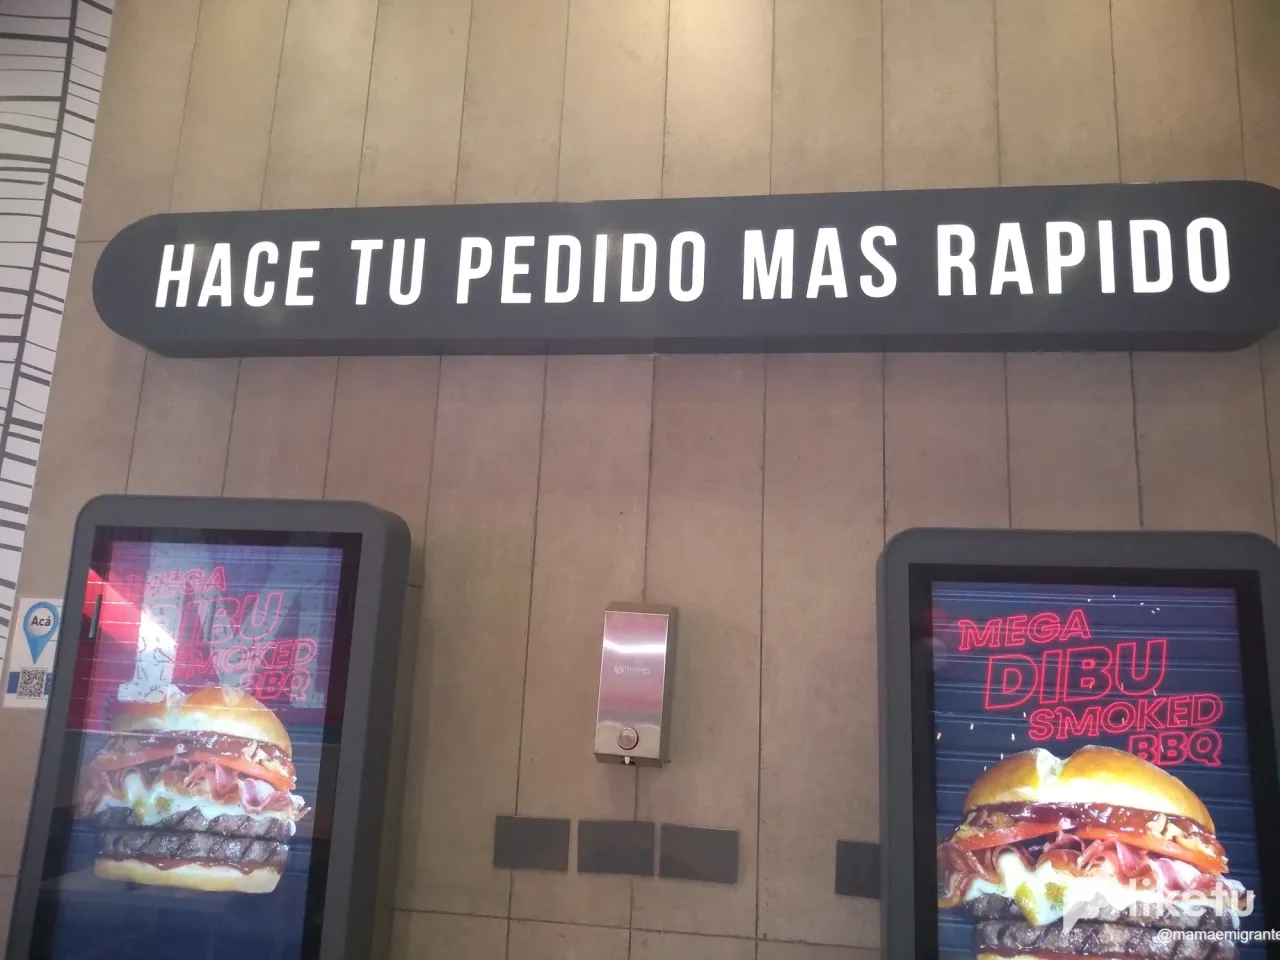 HACE TU PEDIDO MAS RAPIDO
Acá
MEGA
DIBU
SMOKED
BBQ
MEGA
DIBU
SMOKED
BBQ
liketu
@mamaemigrante